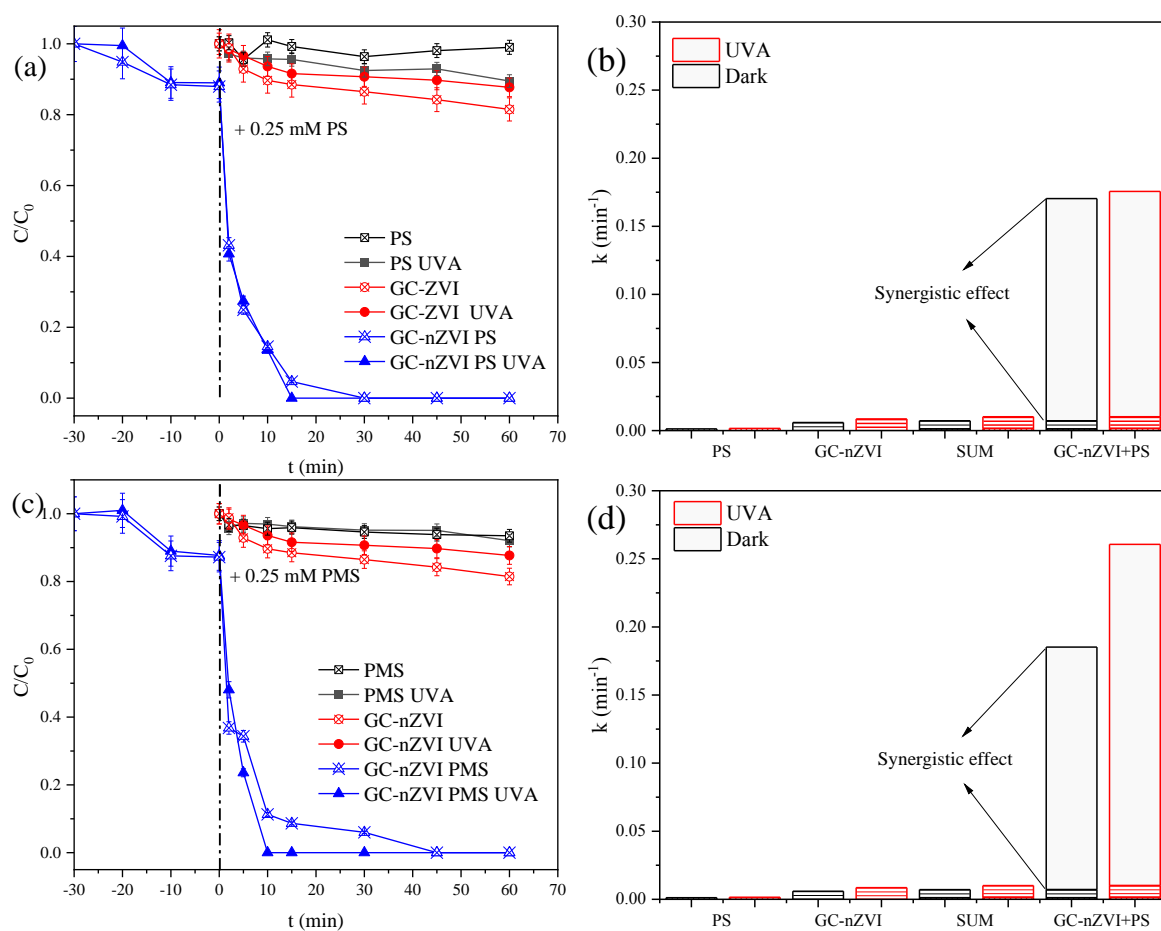 (a)
1.0
0.8
0.6
0.4
0.2
0.0
C/C0
+ 0.25 mM PS
PS
PS UVA
GC-ZVI
GC-ZVI UVA
GC-nZVI PS
GC-nZVI PS UVA
-30 -20 -10 0 10 20 30 40 50 60 70
t (min)
(b)
0.30
0.25
0.20
0.15
0.10
0.05
0.00
k (min-1)
UVA
Dark
Synergistic effect
PS GC-nZVI SUM GC-nZVI+PS
(c)
1.0
0.8
0.6
0.4
0.2
0.0
C/C0
+ 0.25 mM PMS
PMS
PMS UVA
GC-nZVI
GC-nZVI UVA
GC-nZVI PMS
GC-nZVI PMS UVA
-30 -20 -10 0 10 20 30 40 50 60 70
t (min)
(d)
0.30
0.25
0.20
0.15
0.10
0.05
0.00
k (min-1)
UVA
Dark
Synergistic effect
PS GC-nZVI SUM GC-nZVI+PS